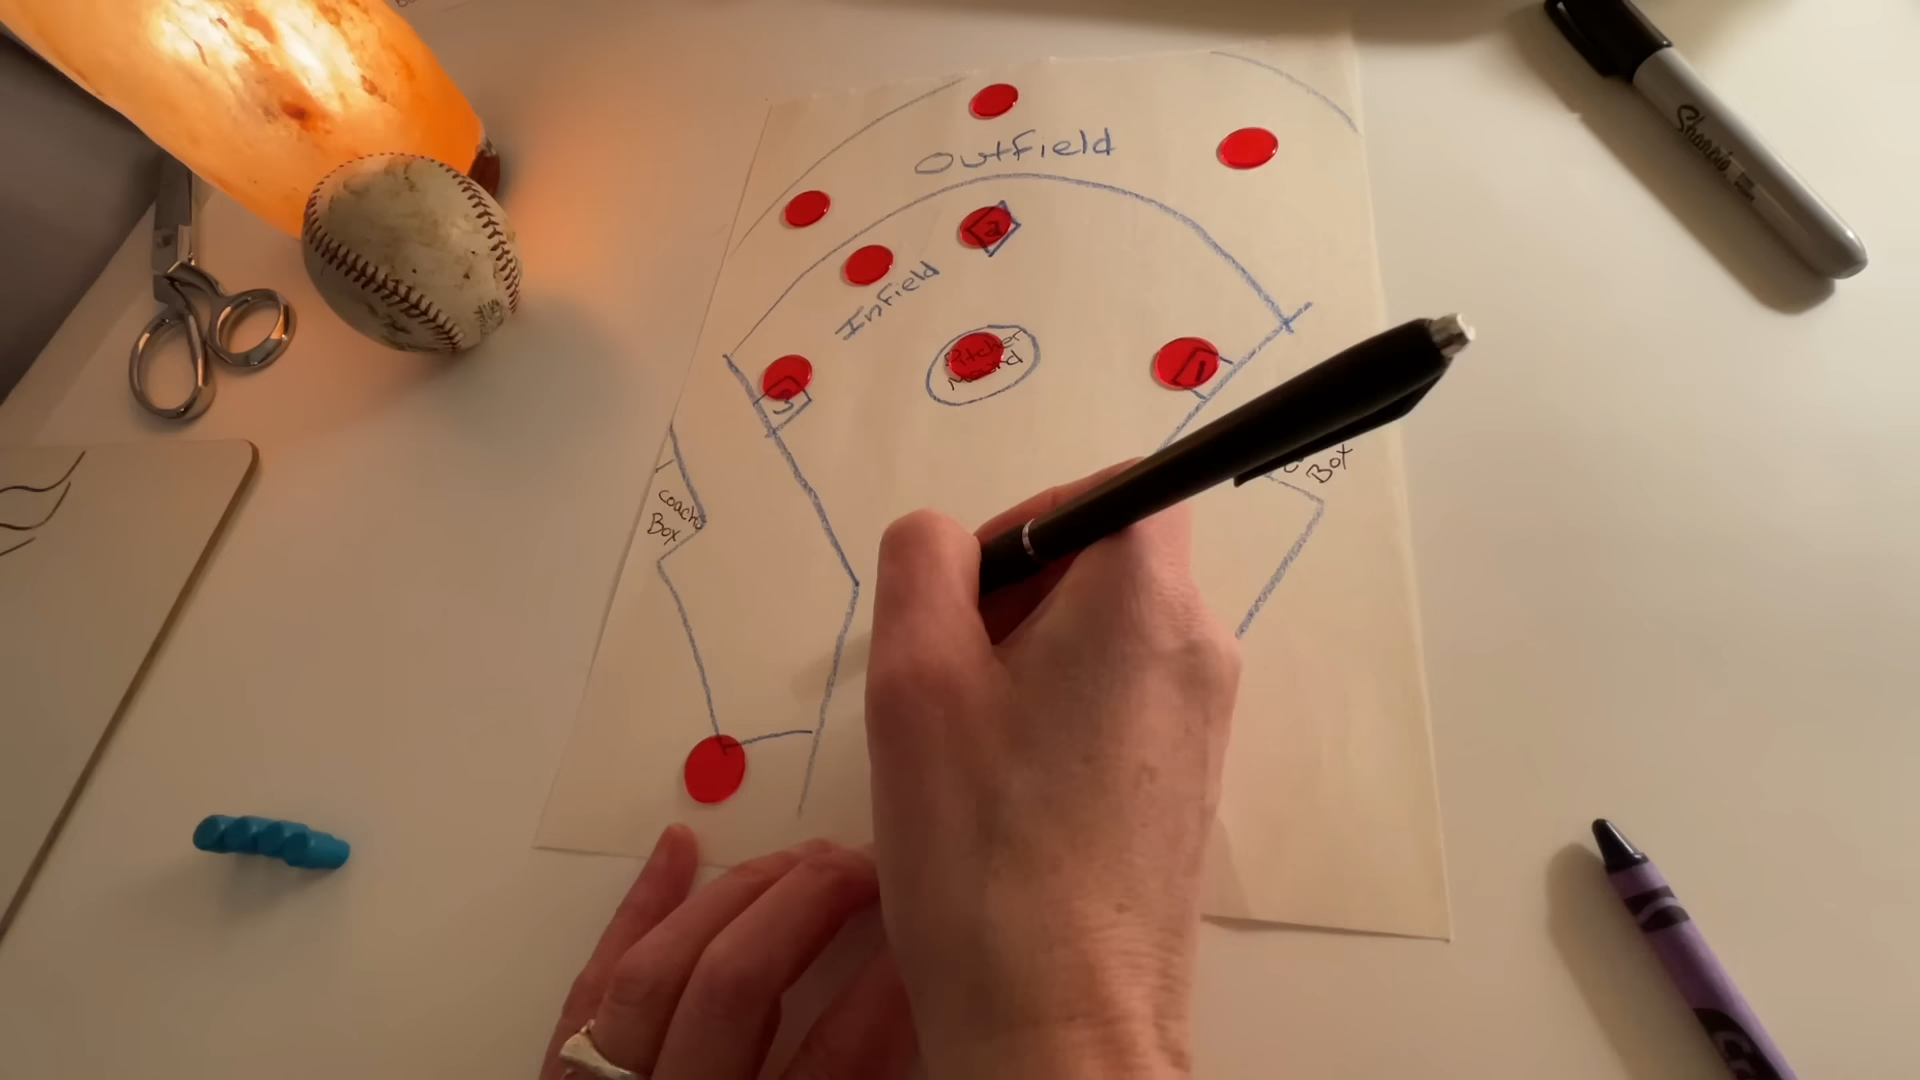 Outfield
2
Infield
Pitcher
Mound
3
1
Coach
Box
Box
Sharpie